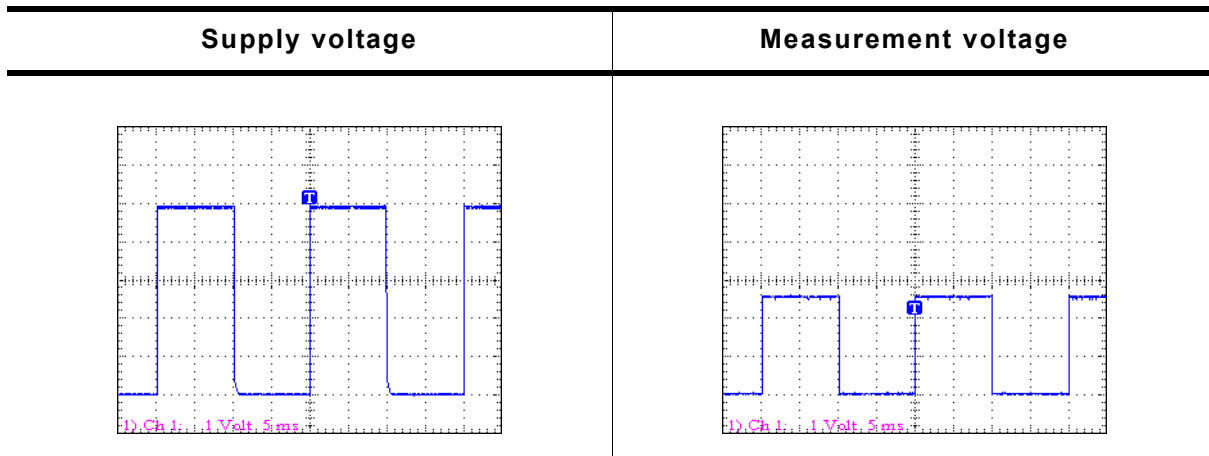 Supply voltage
Measurement voltage
T
T
1) Ch 1: 1 Volt 5 ms
1) Ch 1: 1 Volt 5 ms